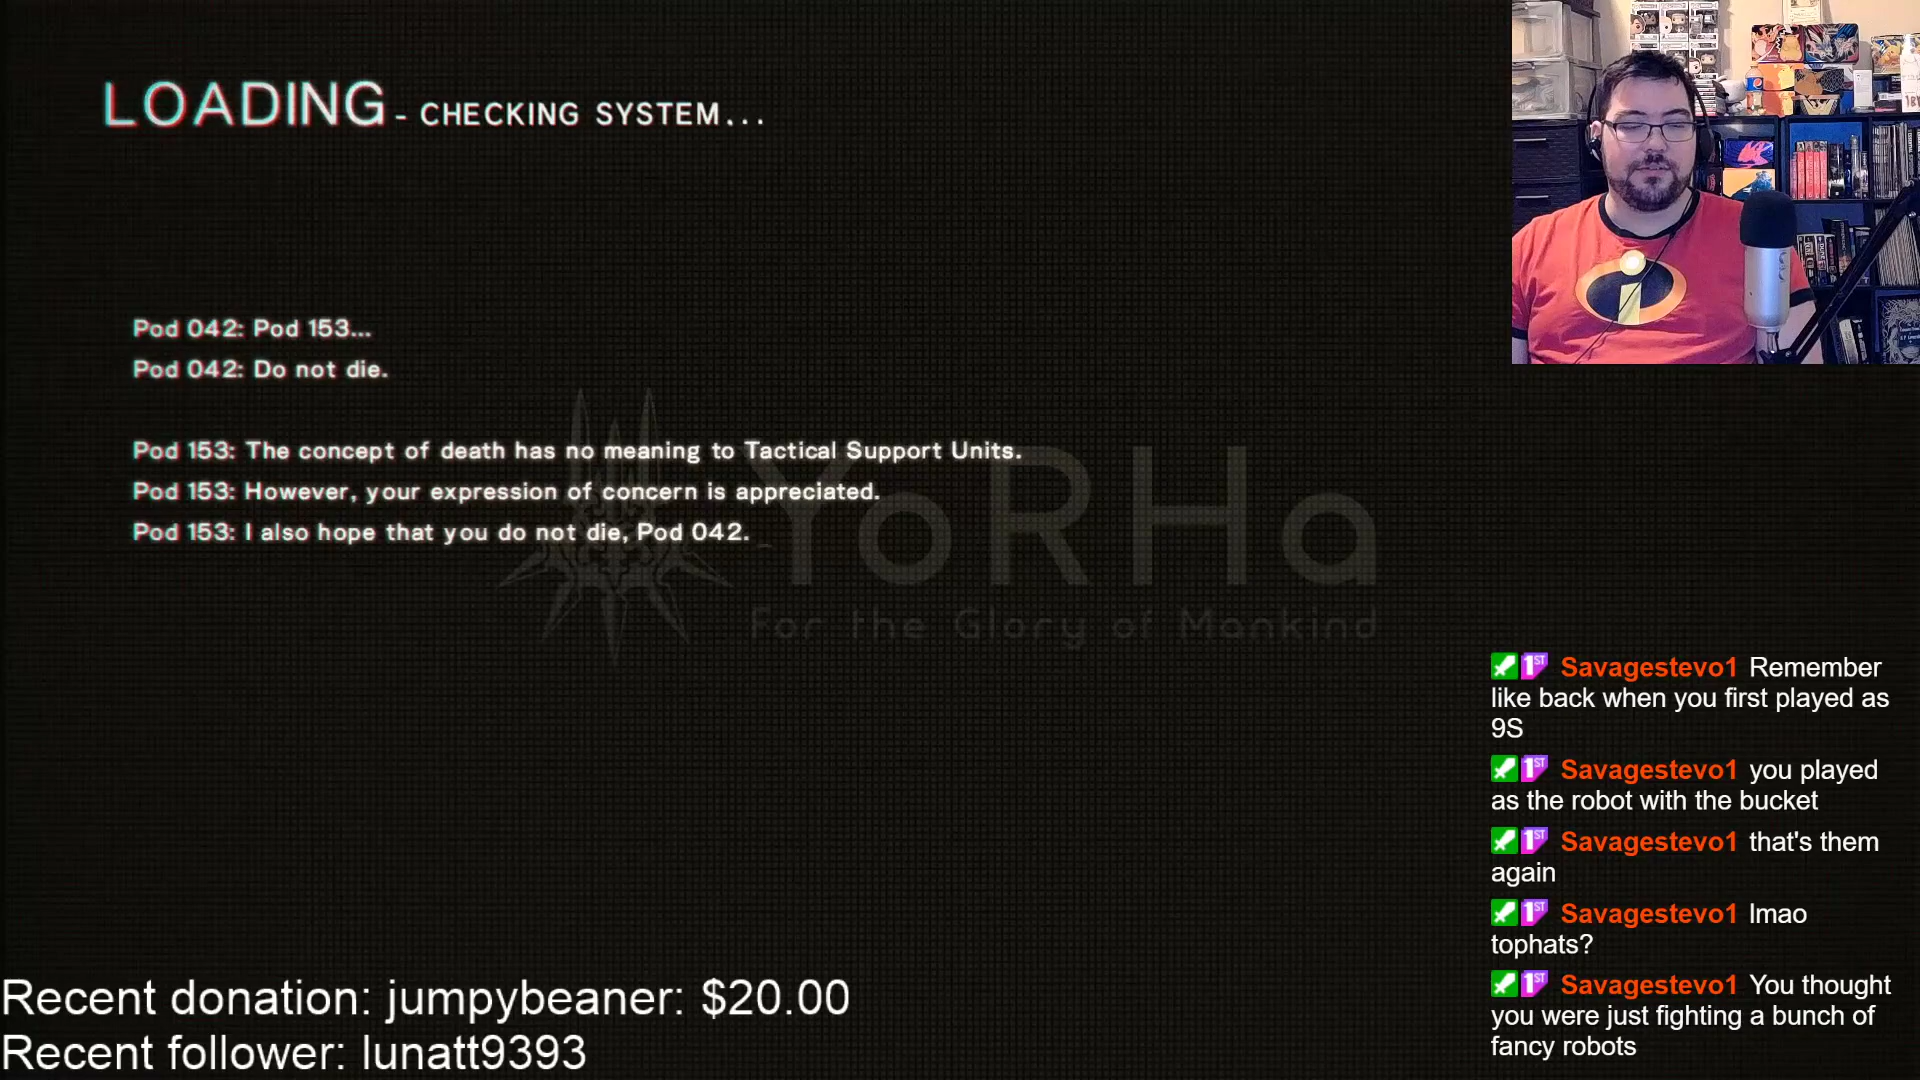 LOADING - CHECKING SYSTEM...
Pod 042: Pod 153...
Pod 042: Do not die.
Pod 153: The concept of death has no meaning to Tactical Support Units.
Pod 153: However, your expression of concern is appreciated.
Pod 153: I also hope that you do not die, Pod 042.
YoRHa
For the Glory of Mankind
1ST Savagestevo1 Remember
like back when you first played as
9S
1ST Savagestevo1 you played
as the robot with the bucket
1ST Savagestevo1 that's them
again
1ST Savagestevo1 lmao
tophats?
1ST Savagestevo1 You thought
you were just fighting a bunch of
fancy robots
Recent donation: jumpybeaner: $20.00
Recent follower: lunatt9393